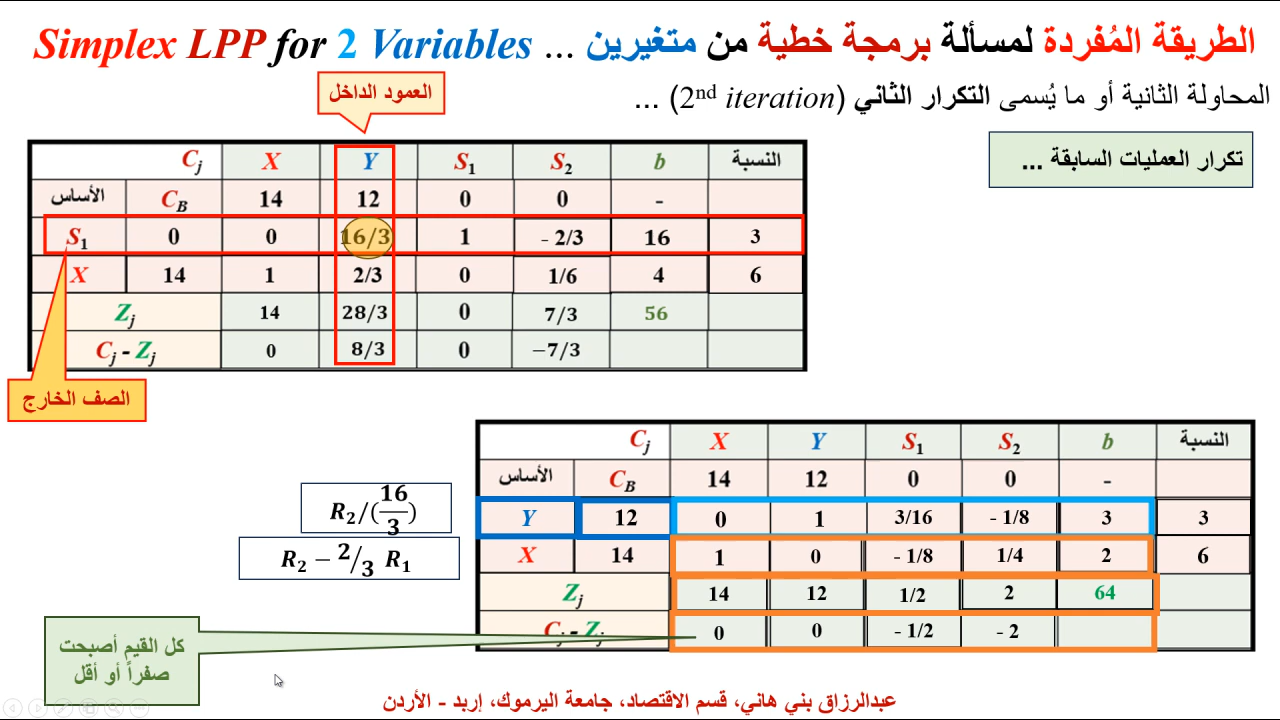 الطريقة المُفردة لمسألة برمجة خطية من متغيرين ... Simplex LPP for 2 Variables
المحاولة الثانية أو ما يُسمى التكرار الثاني (2nd iteration) ...
العمود الداخل
تكرار العمليات السابقة ...
Cj X Y S1 S2 b النسبة
الأساس CB 14 12 0 0 -
S1 0 0 16/3 1 - 2/3 16 3
X 14 1 2/3 0 1/6 4 6
Zj 14 28/3 0 7/3 56
Cj - Zj 0 8/3 0 −7/3
الصف الخارج
Cj X Y S1 S2 b النسبة
الأساس CB 14 12 0 0 -
R2/(16/3)
Y 12 0 1 3/16 - 1/8 3 3
R2 − 2/3 R1
X 14 1 0 - 1/8 1/4 2 6
Zj 14 12 1/2 2 64
Cj - Zj 0 0 - 1/2 - 2
كل القيم أصبحت
صفراً أو أقل
عبدالرزاق بني هاني، قسم الاقتصاد، جامعة اليرموك، إربد - الأردن